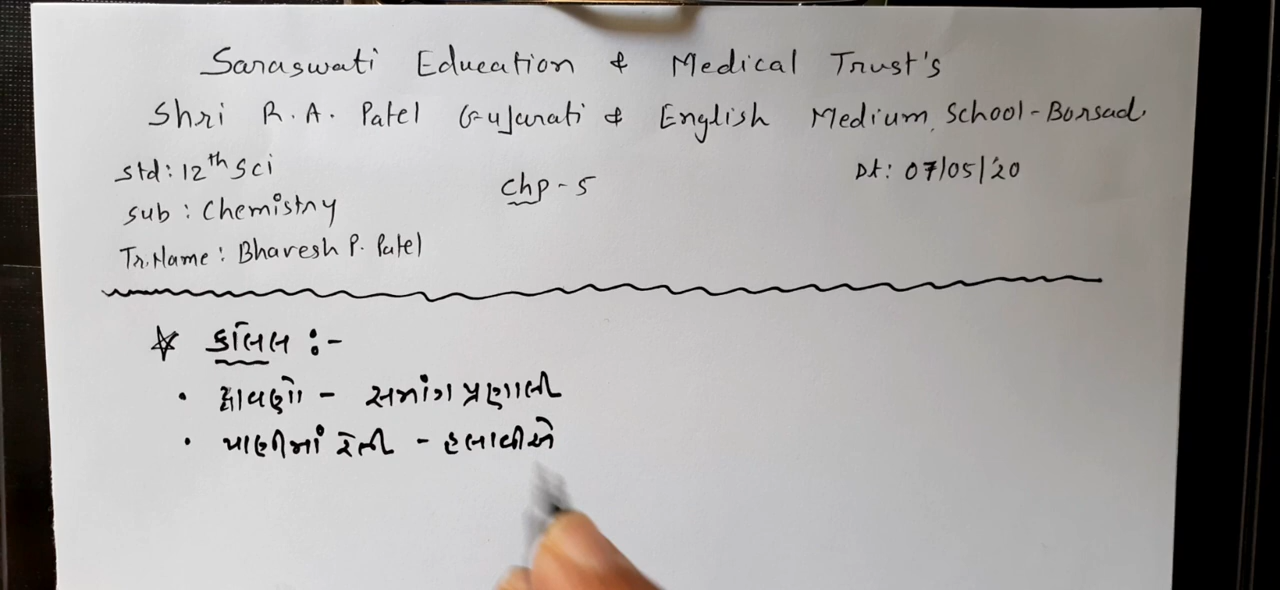 Saraswati Education & Medical Trust's
Shri R.A. Patel Gujarati & English Medium School - Borsad.
Std: 12th Sci
Chp - 5
Dt: 07/05/'20
Sub: Chemistry
Tr. Name: Bhavesh P. Patel
☆ કલિલ :-
• દ્રાવણો - સમાંગ પ્રણાલી
• પાણીમાં રેતી - હલાવીએ